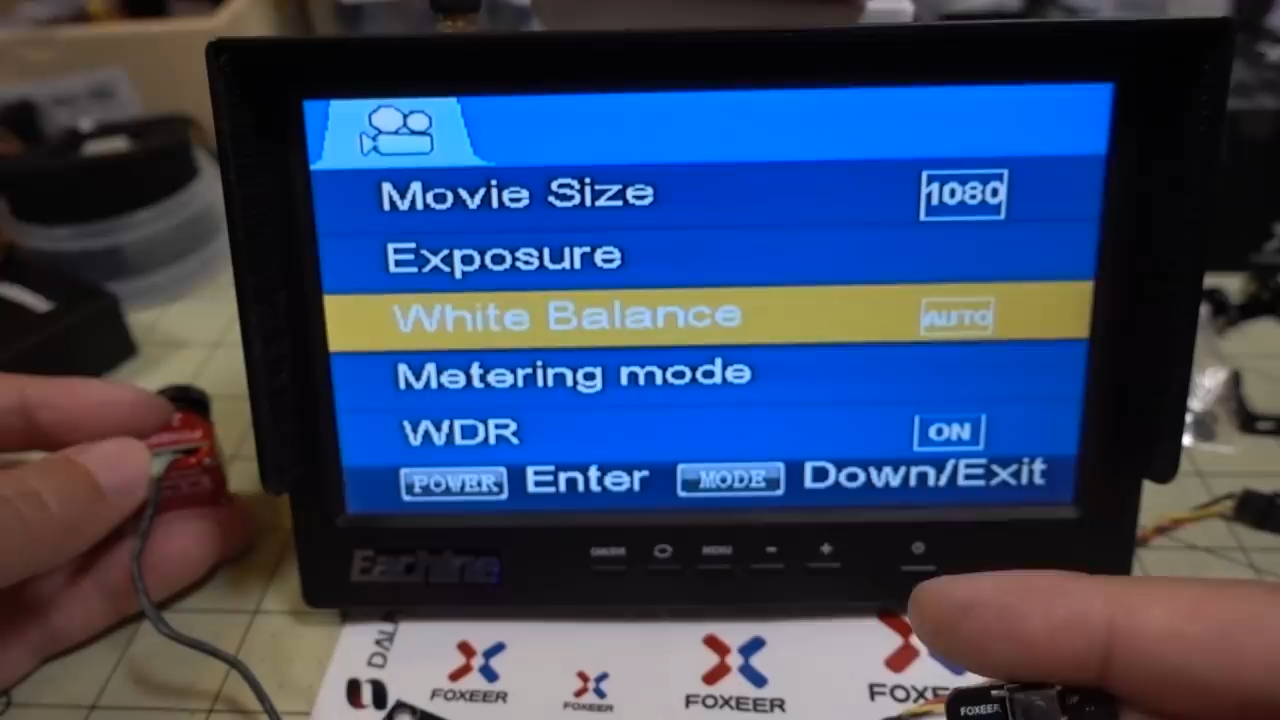 Movie Size 1080
Exposure
White Balance AUTO
Metering mode
WDR ON
POWER Enter MODE Down/Exit
Eachine
MENU - +
FOXEER
FOXEER
FOXEER
FOXEER